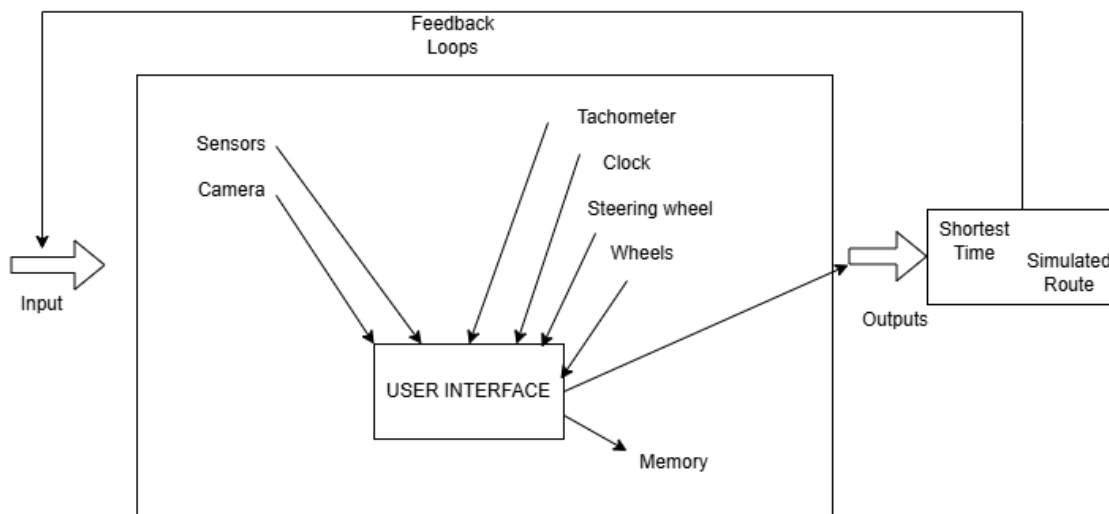 Feedback
Loops
Sensors
Camera
Tachometer
Clock
Steering wheel
Wheels
Input
USER INTERFACE
Memory
Outputs
Shortest
Time
Simulated
Route